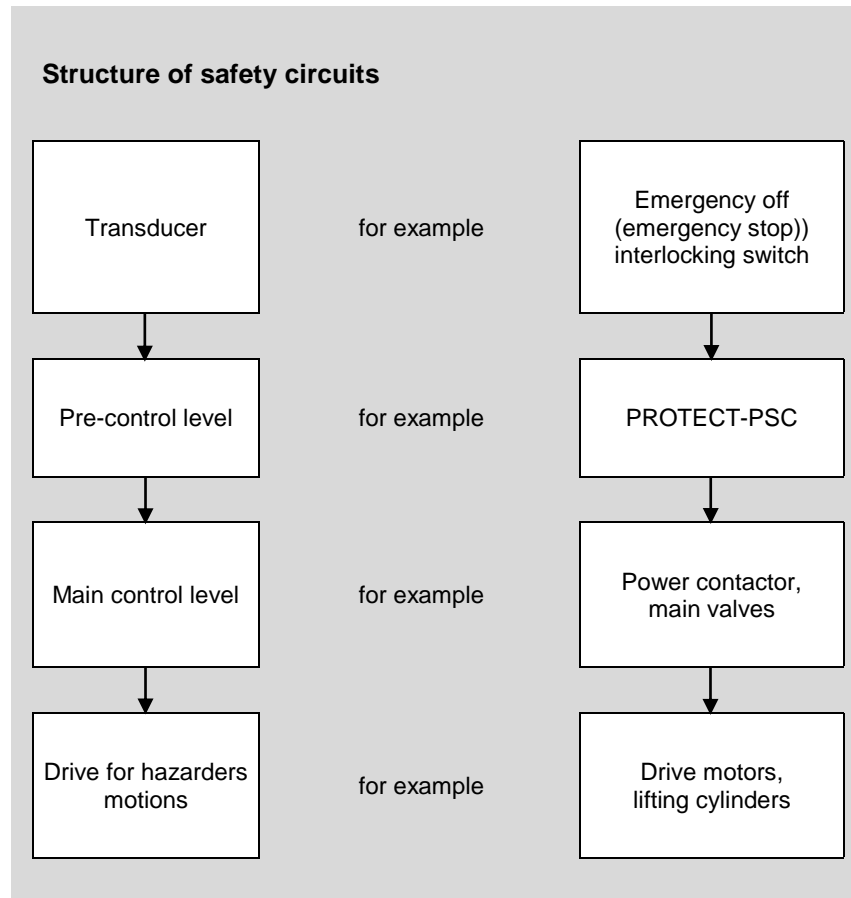 Structure of safety circuits
Transducer
for example
Emergency off
(emergency stop))
interlocking switch
Pre-control level
for example
PROTECT-PSC
Main control level
for example
Power contactor,
main valves
Drive for hazarders
motions
for example
Drive motors,
lifting cylinders